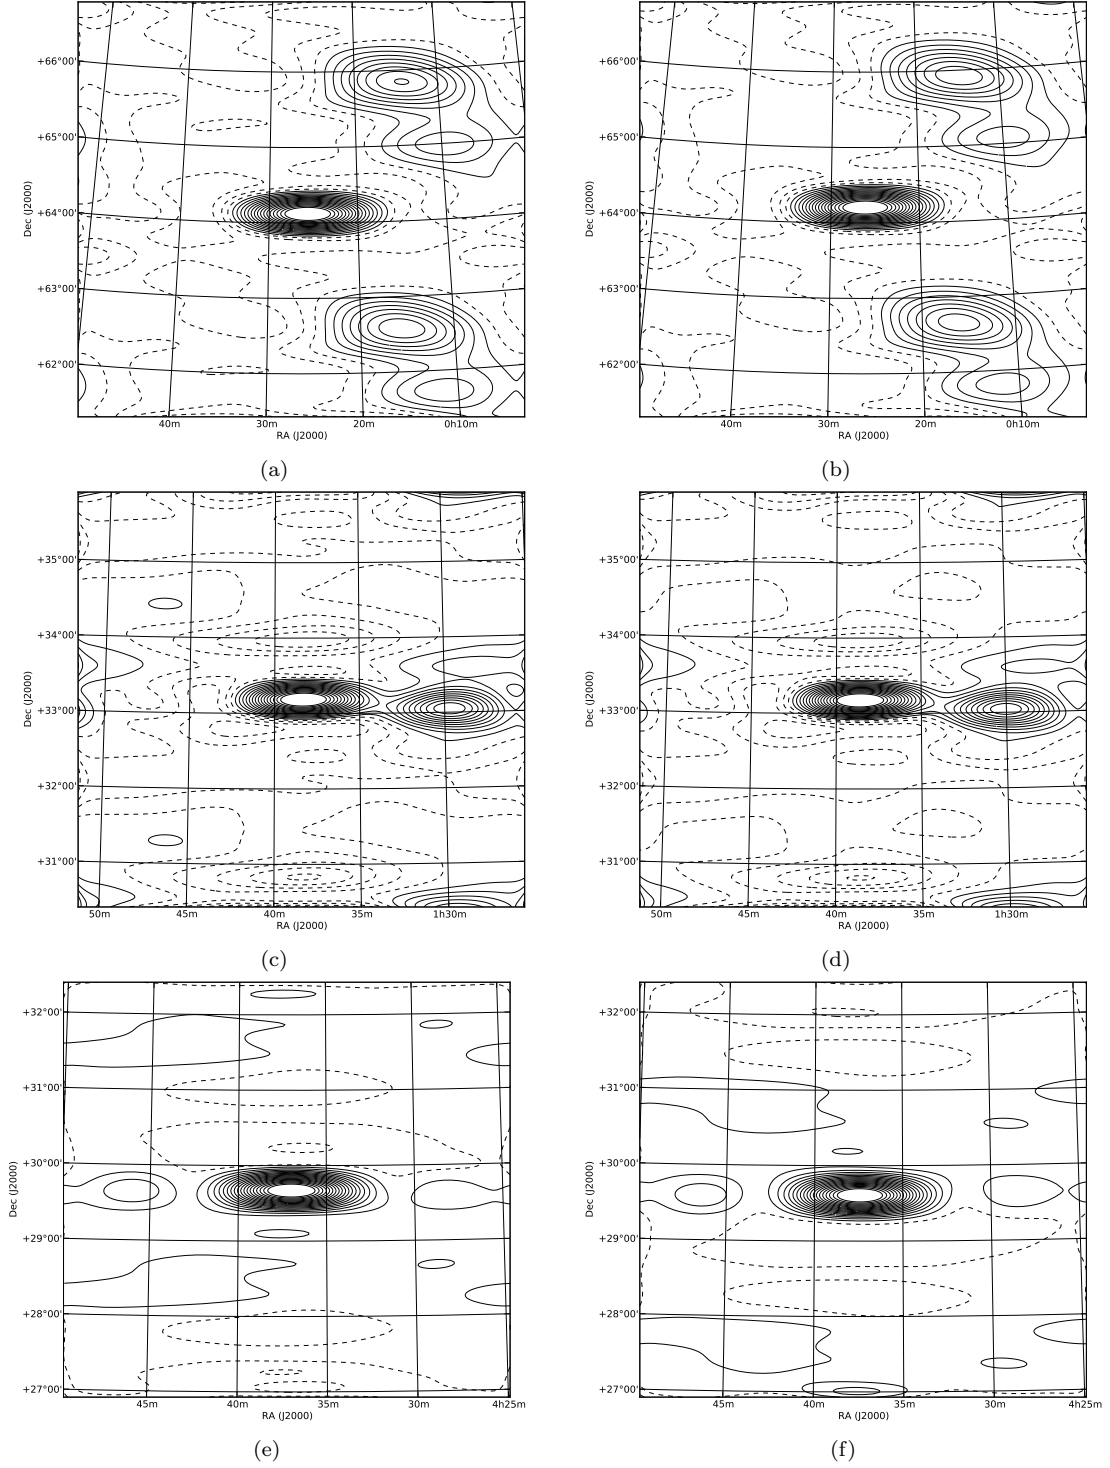 +66°00'
+65°00'
+64°00'
+63°00'
+62°00'
Dec (J2000)
40m 30m 20m 0h10m
RA (J2000)
(a)
+66°00'
+65°00'
+64°00'
+63°00'
+62°00'
Dec (J2000)
40m 30m 20m 0h10m
RA (J2000)
(b)
+35°00'
+34°00'
+33°00'
+32°00'
+31°00'
Dec (J2000)
50m 45m 40m 35m 1h30m
RA (J2000)
(c)
+35°00'
+34°00'
+33°00'
+32°00'
+31°00'
Dec (J2000)
50m 45m 40m 35m 1h30m
RA (J2000)
(d)
+32°00'
+31°00'
+30°00'
+29°00'
+28°00'
+27°00'
Dec (J2000)
45m 40m 35m 30m 4h25m
RA (J2000)
(e)
+32°00'
+31°00'
+30°00'
+29°00'
+28°00'
+27°00'
Dec (J2000)
45m 40m 35m 30m 4h25m
RA (J2000)
(f)